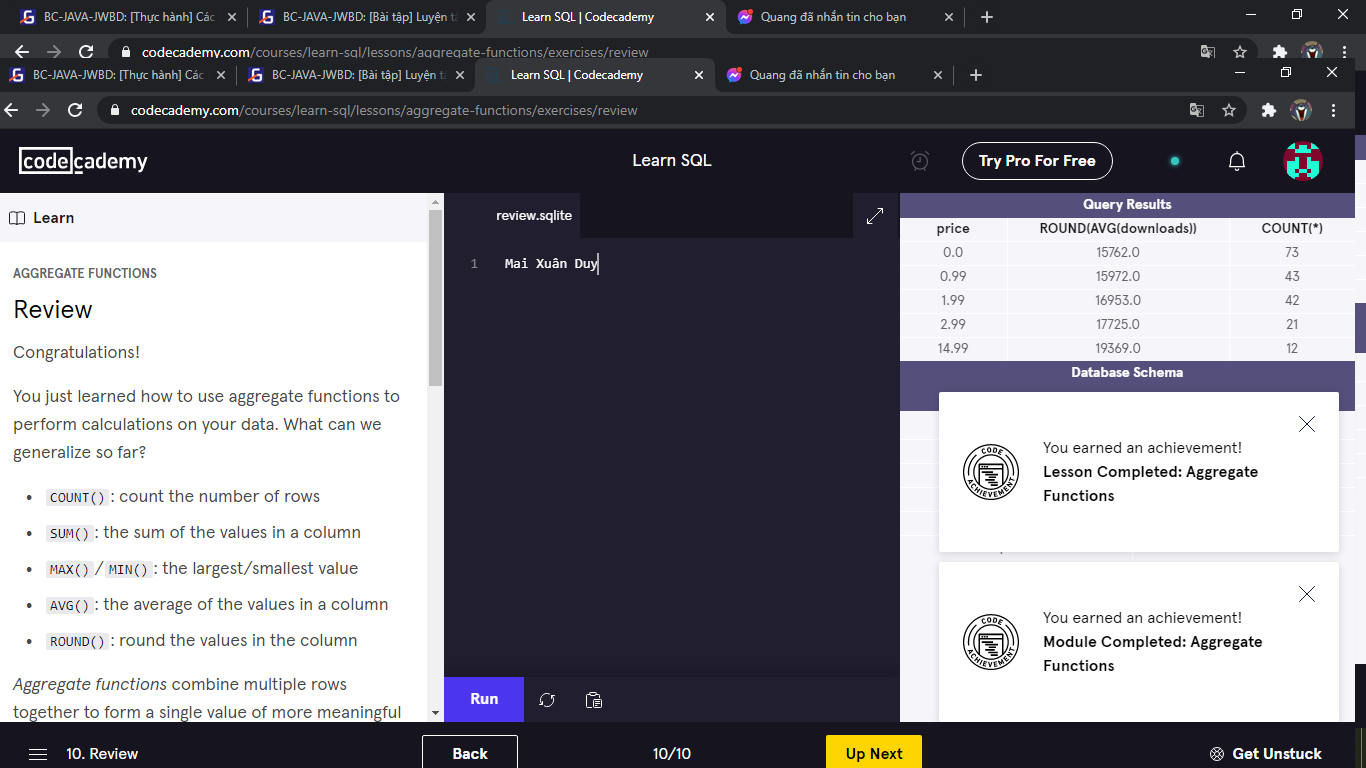 BC-JAVA-JWBD: [Thực hành] Các
BC-JAVA-JWBD: [Bài tập] Luyện tậ
Learn SQL | Codecademy
Quang đã nhắn tin cho bạn
codecademy.com/courses/learn-sql/lessons/aggregate-functions/exercises/review
BC-JAVA-JWBD: [Thực hành] Các
BC-JAVA-JWBD: [Bài tập] Luyện tậ
Learn SQL | Codecademy
Quang đã nhắn tin cho bạn
codecademy.com/courses/learn-sql/lessons/aggregate-functions/exercises/review
codecademy
Learn SQL
Try Pro For Free
Learn
AGGREGATE FUNCTIONS
Review
Congratulations!
You just learned how to use aggregate functions to
perform calculations on your data. What can we
generalize so far?
• COUNT(): count the number of rows
• SUM(): the sum of the values in a column
• MAX()/MIN(): the largest/smallest value
• AVG(): the average of the values in a column
• ROUND(): round the values in the column
Aggregate functions combine multiple rows
together to form a single value of more meaningful
review.sqlite
1 Mai Xuân Duy
Run
Query Results
price ROUND(AVG(downloads)) COUNT(*)
0.0 15762.0 73
0.99 15972.0 43
1.99 16953.0 42
2.99 17725.0 21
14.99 19369.0 12
Database Schema
CODE ACHIEVEMENT
You earned an achievement!
Lesson Completed: Aggregate
Functions
CODE ACHIEVEMENT
You earned an achievement!
Module Completed: Aggregate
Functions
10. Review
Back
10/10
Up Next
Get Unstuck